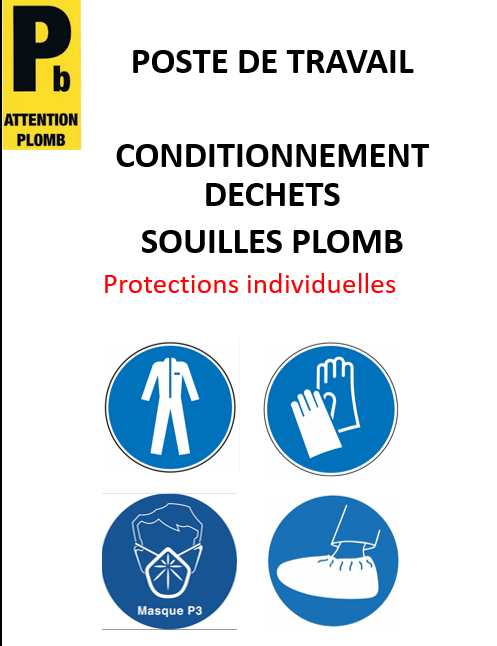 Pb
ATTENTION
PLOMB
POSTE DE TRAVAIL
CONDITIONNEMENT
DECHETS
SOUILLES PLOMB
Protections individuelles
Masque P3